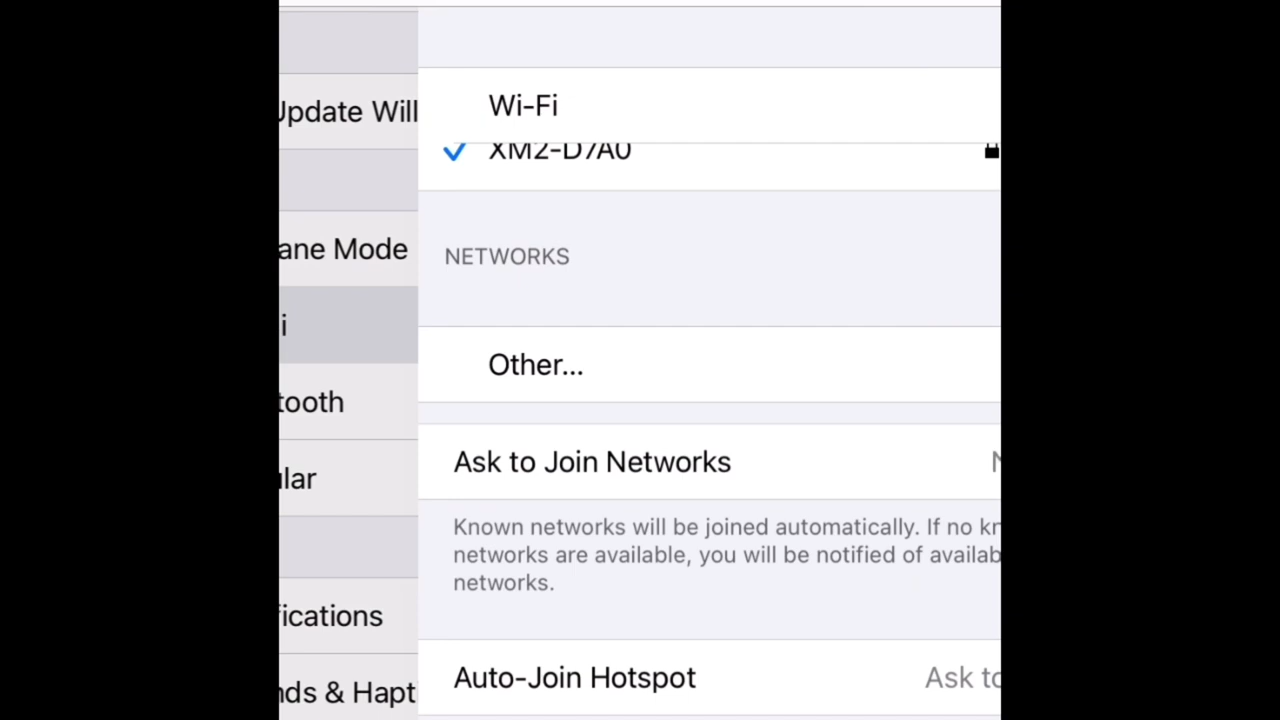 Update Will
ane Mode
i
tooth
ular
fications
nds & Hapt
Wi-Fi
XM2-D7A0
NETWORKS
Other...
Ask to Join Networks
Known networks will be joined automatically. If no kn
networks are available, you will be notified of availab
networks.
Auto-Join Hotspot
Ask to